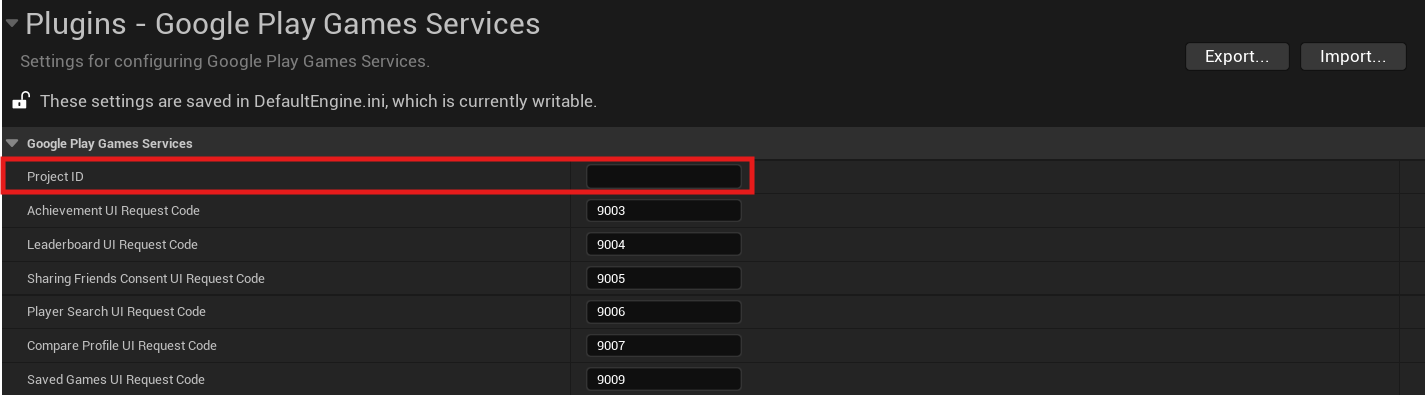 Plugins - Google Play Games Services
Settings for configuring Google Play Games Services.
Export...
Import...
These settings are saved in DefaultEngine.ini, which is currently writable.
Google Play Games Services
Project ID
Achievement UI Request Code 9003
Leaderboard UI Request Code 9004
Sharing Friends Consent UI Request Code 9005
Player Search UI Request Code 9006
Compare Profile UI Request Code 9007
Saved Games UI Request Code 9009